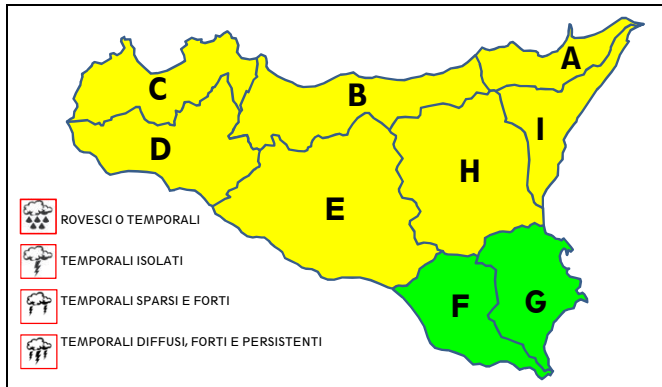 A
C
B
I
D
H
E
ROVESCI O TEMPORALI
TEMPORALI ISOLATI
TEMPORALI SPARSI E FORTI
F
G
TEMPORALI DIFFUSI, FORTI E PERSISTENTI